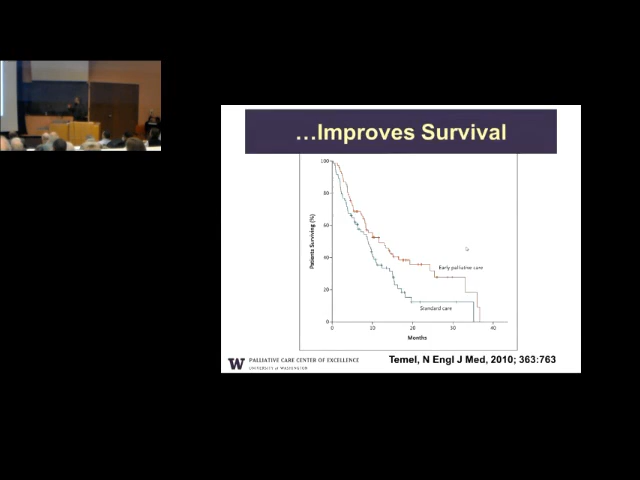 ...Improves Survival
100
80
60
40
20
0
Patients Surviving (%)
Early palliative care
Standard care
0 10 20 30 40
Months
W PALLIATIVE CARE CENTER OF EXCELLENCE
UNIVERSITY of WASHINGTON
Temel, N Engl J Med, 2010; 363:763